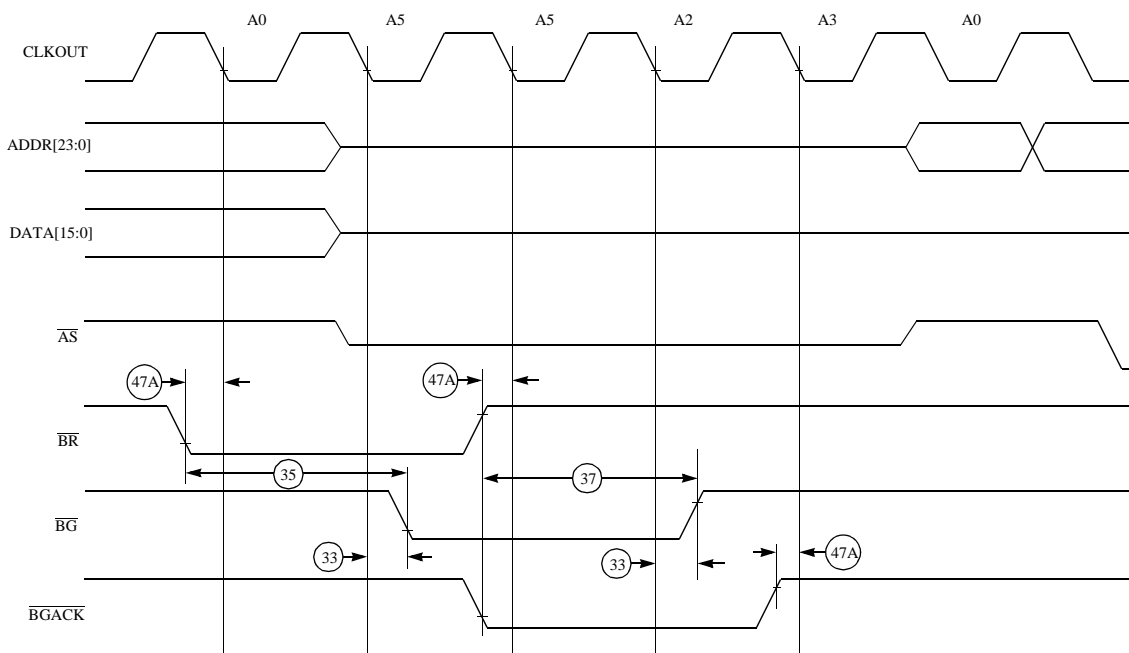 A0 A5 A5 A2 A3 A0
CLKOUT
ADDR[23:0]
DATA[15:0]
AS
47A 47A
BR
35 37
BG
33 33 47A
BGACK